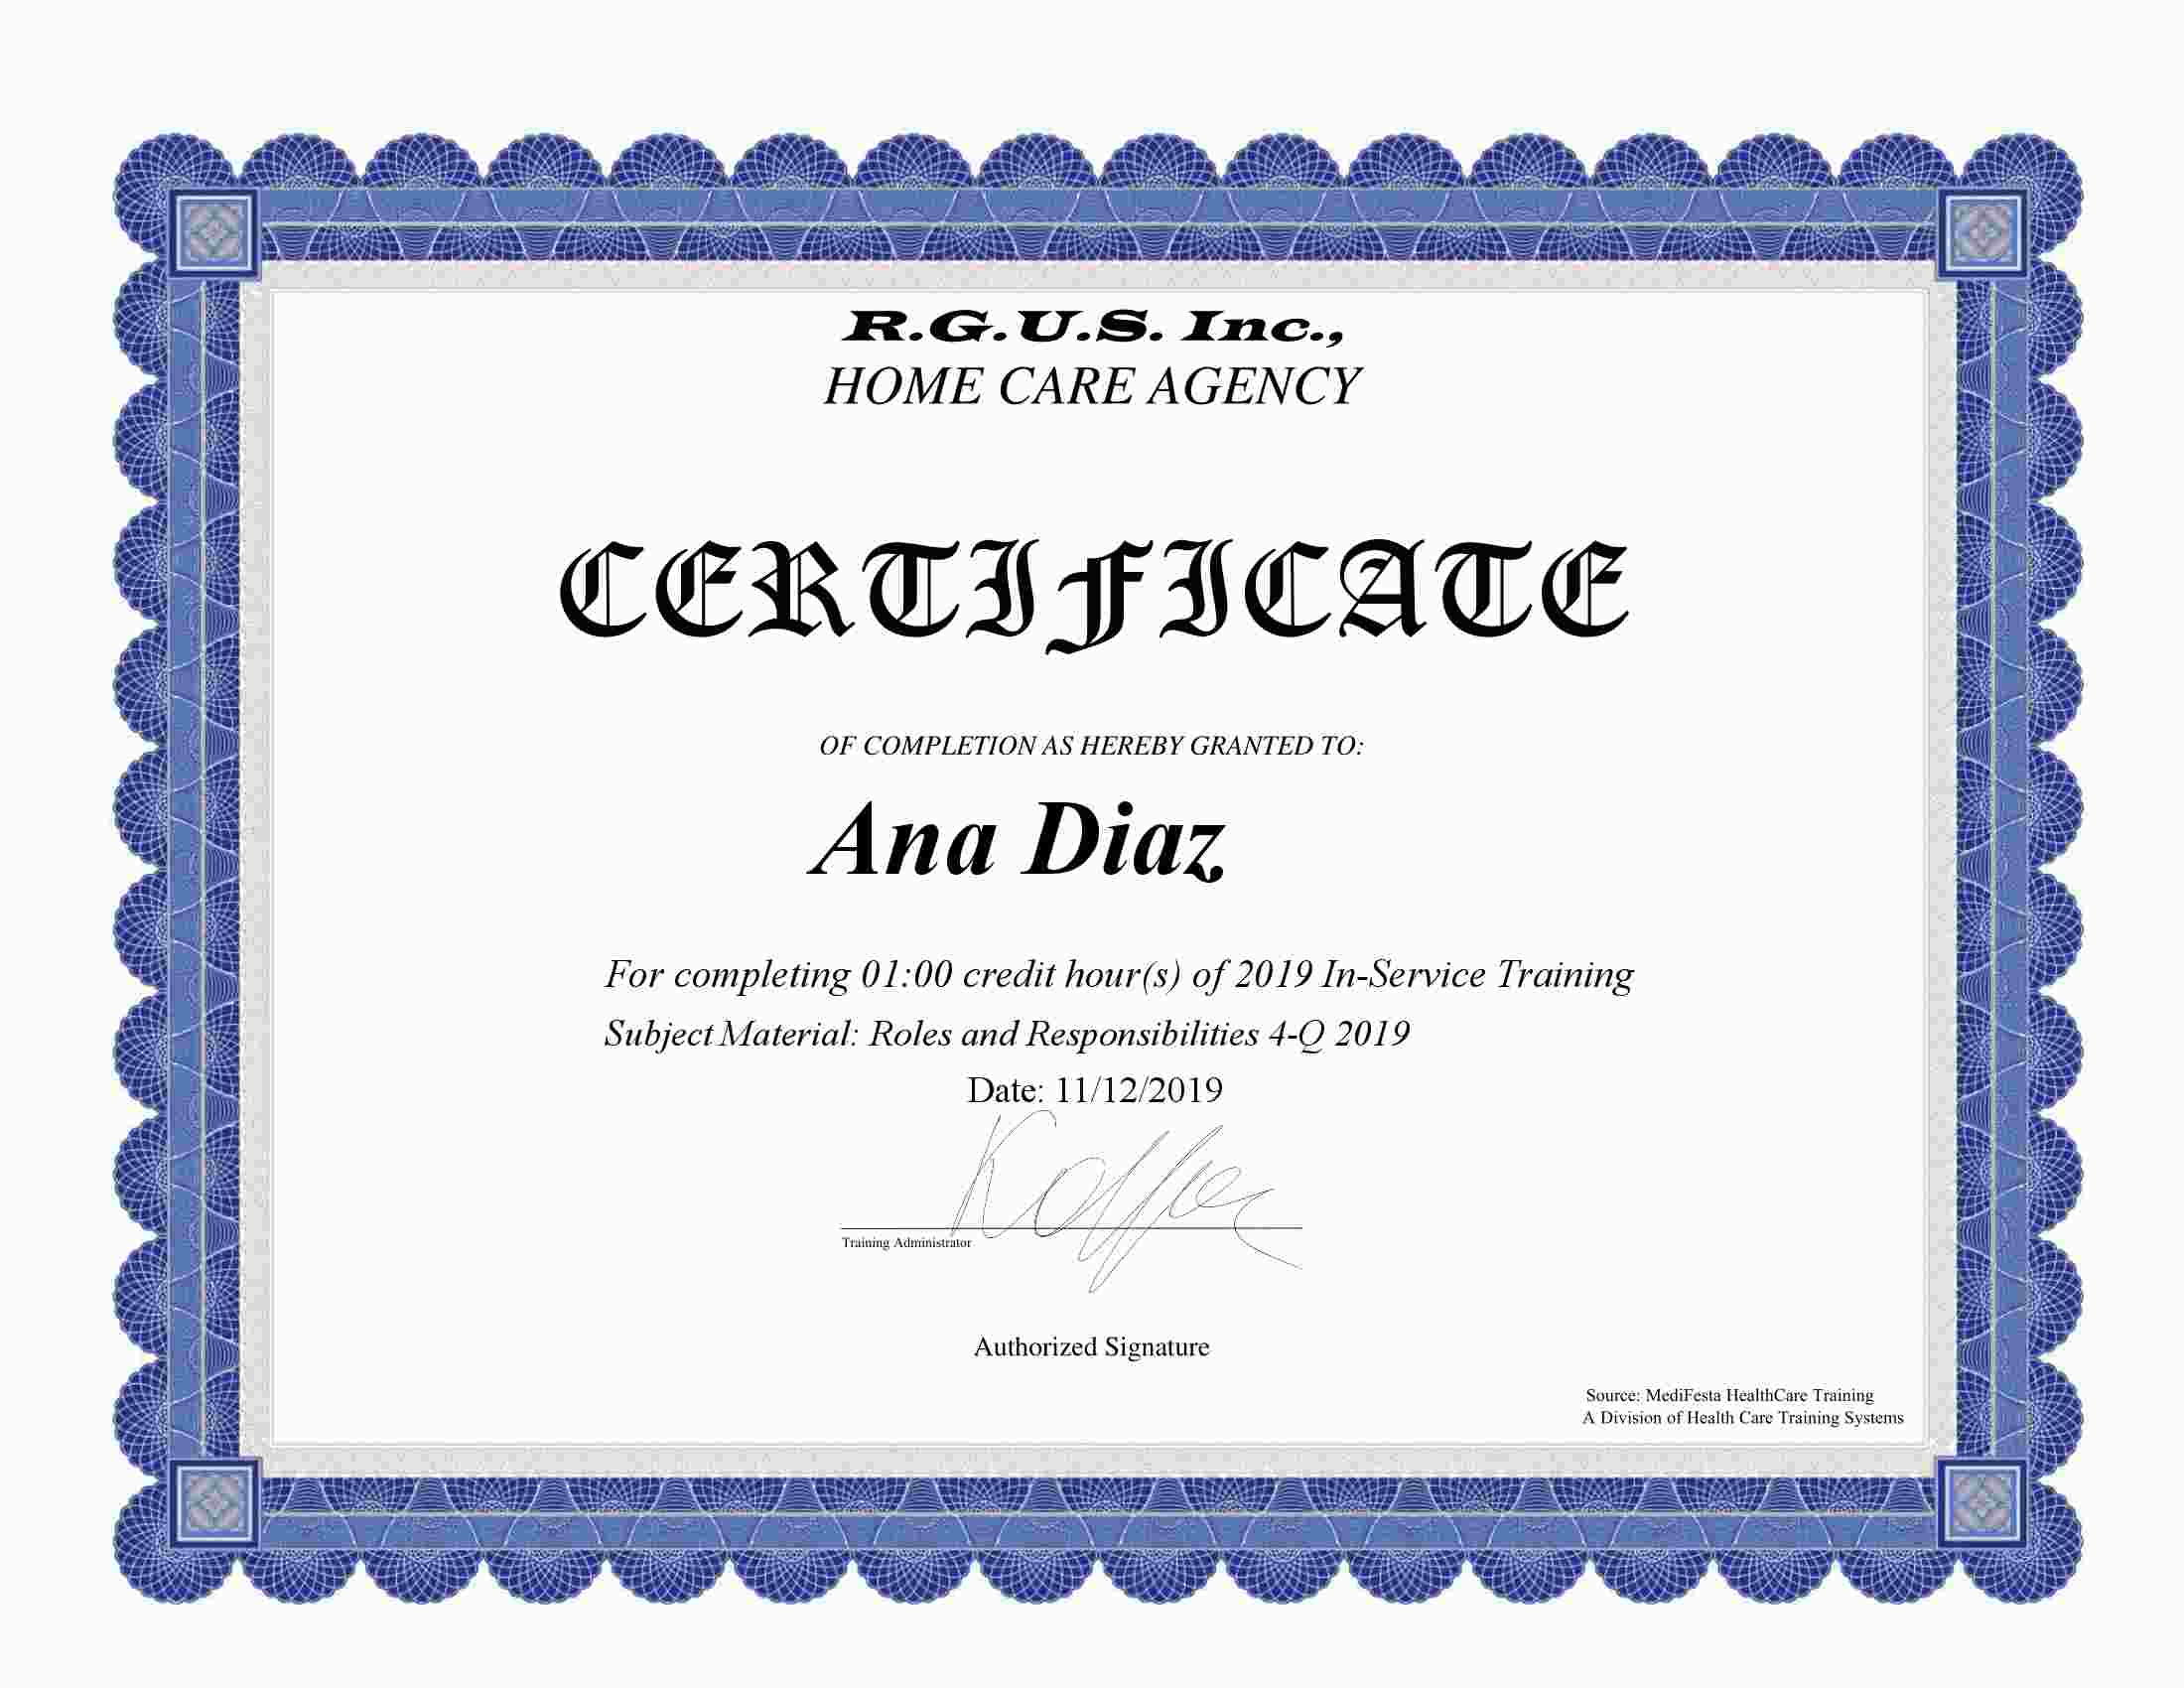 R.G.U.S. Inc.,
HOME CARE AGENCY
CERTIFICATE
OF COMPLETION AS HEREBY GRANTED TO:
Ana Diaz
For completing 01:00 credit hour(s) of 2019 In-Service Training
Subject Material: Roles and Responsibilities 4-Q 2019
Date: 11/12/2019
Training Administrator
Authorized Signature
Source: MediFesta HealthCare Training
A Division of Health Care Training Systems